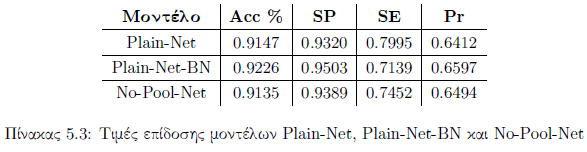 Μοντέλο Acc % SP SE Pr
Plain-Net 0.9147 0.9320 0.7995 0.6412
Plain-Net-BN 0.9226 0.9503 0.7139 0.6597
No-Pool-Net 0.9135 0.9389 0.7452 0.6494
Πίνακας 5.3: Τιμές επίδοσης μοντέλων Plain-Net, Plain-Net-BN και No-Pool-Net